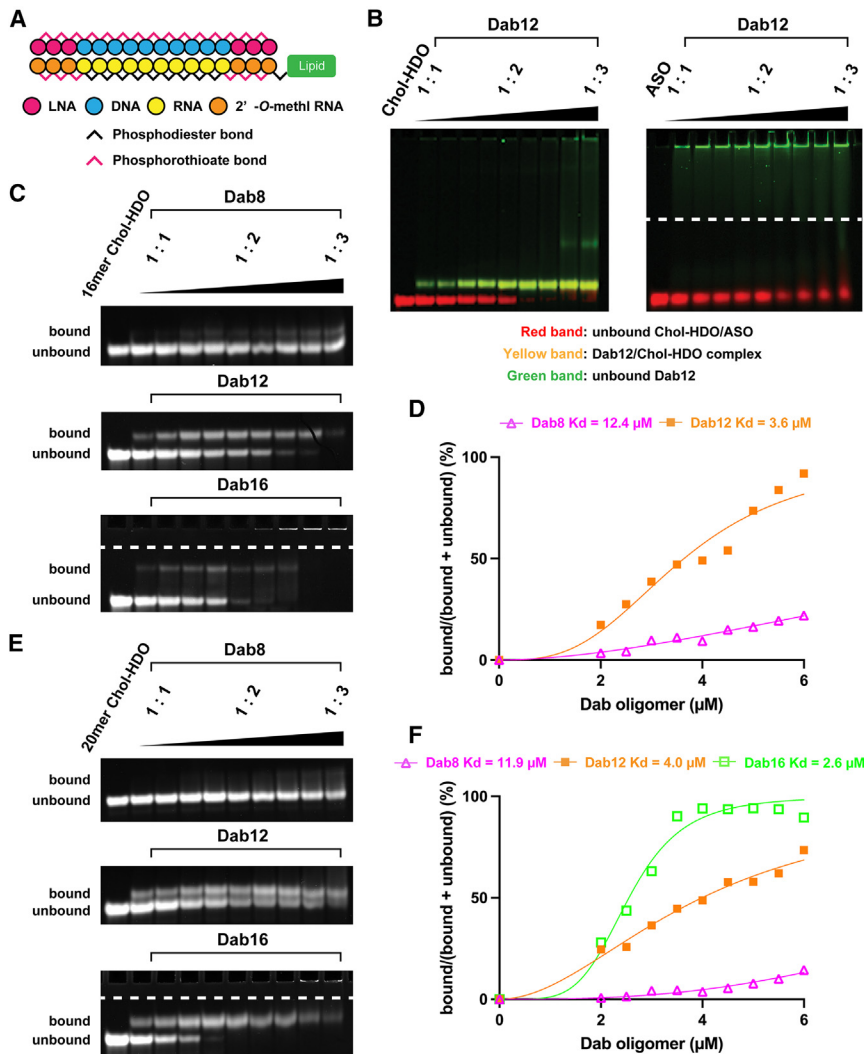 A
Lipid
LNA DNA RNA 2' -O-methl RNA
Phosphodiester bond
Phosphorothioate bond
B
Dab12
Chol-HDO 1 : 1 1 : 2 1 : 3
Dab12
ASO 1 : 1 1 : 2 1 : 3
Red band: unbound Chol-HDO/ASO
Yellow band: Dab12/Chol-HDO complex
Green band: unbound Dab12
C
Dab8
16mer Chol-HDO 1 : 1 1 : 2 1 : 3
bound
unbound
Dab12
bound
unbound
Dab16
bound
unbound
D
Dab8 Kd = 12.4 μM Dab12 Kd = 3.6 μM
bound/(bound + unbound) (%)
100
50
0
0 2 4 6
Dab oligomer (μM)
E
Dab8
20mer Chol-HDO 1 : 1 1 : 2 1 : 3
bound
unbound
Dab12
bound
unbound
Dab16
bound
unbound
F
Dab8 Kd = 11.9 μM Dab12 Kd = 4.0 μM Dab16 Kd = 2.6 μM
bound/(bound + unbound) (%)
100
50
0
0 2 4 6
Dab oligomer (μM)